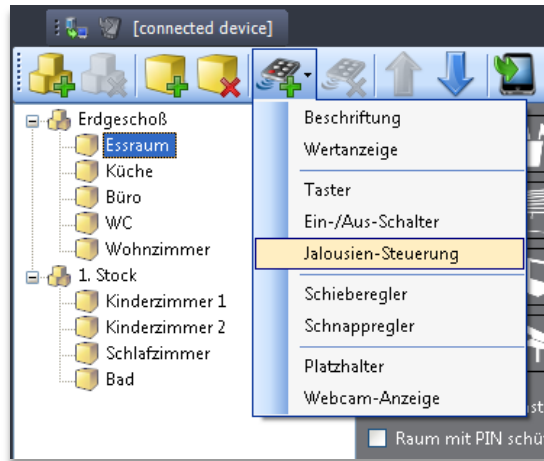 [connected device]
Erdgeschoß
Essraum
Küche
Büro
WC
Wohnzimmer
1. Stock
Kinderzimmer 1
Kinderzimmer 2
Schlafzimmer
Bad
Beschriftung
Wertanzeige
Taster
Ein-/Aus-Schalter
Jalousien-Steuerung
Schieberegler
Schnappregler
Platzhalter
Webcam-Anzeige
Raum mit PIN